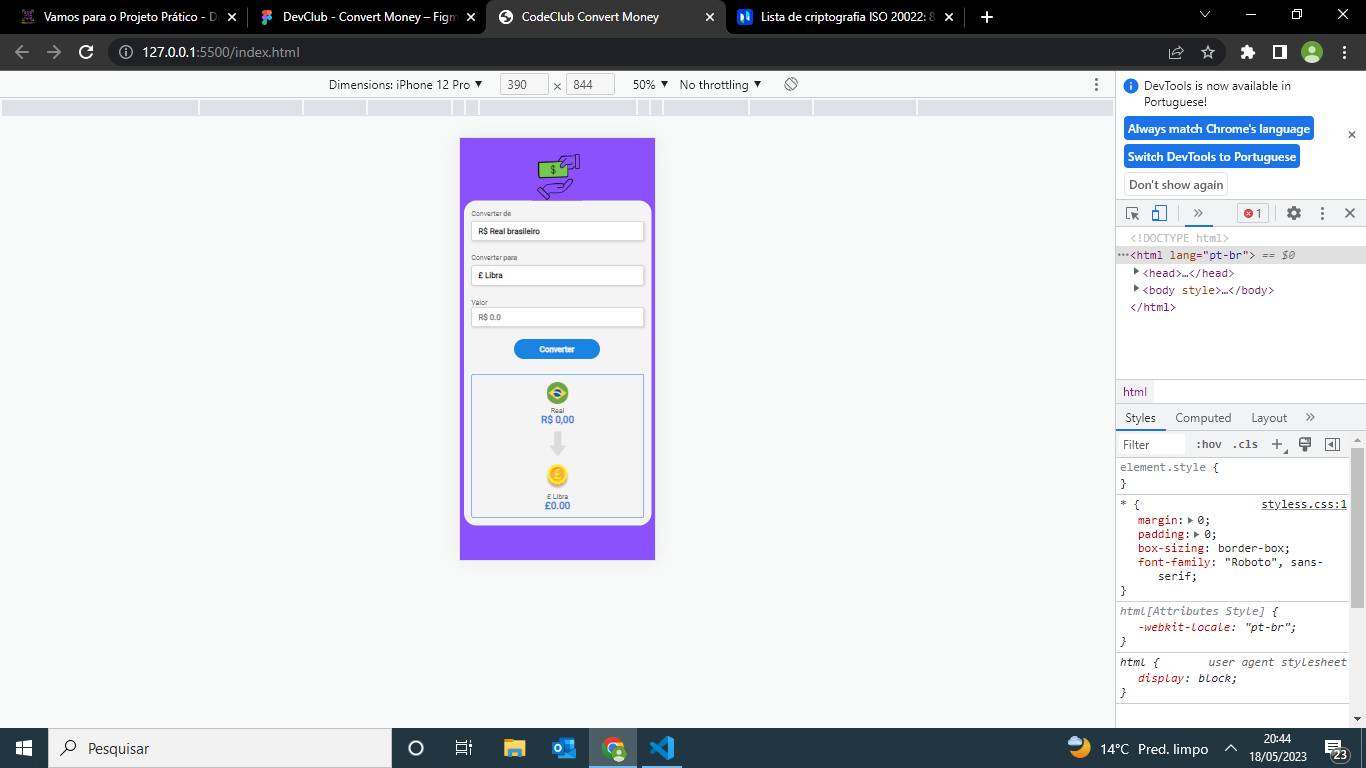 Vamos para o Projeto Prático - D
DevClub - Convert Money – Figm
CodeClub Convert Money
Lista de criptografia ISO 20022: 8
127.0.0.1:5500/index.html
Dimensions: iPhone 12 Pro ▼ 390 × 844 50% ▼ No throttling ▼
DevTools is now available in
Portuguese!
Always match Chrome's language
Switch DevTools to Portuguese
Don't show again
$
Converter de
R$ Real brasileiro
Converter para
£ Libra
Valor
R$ 0.0
Converter
Real
R$ 0,00
£ Libra
£0.00
1
<!DOCTYPE html>
<html lang="pt-br"> == $0
<head>…</head>
<body style>…</body>
</html>
html
Styles Computed Layout
Filter :hov .cls
element.style {
}
* { styless.css:1
margin: 0;
padding: 0;
box-sizing: border-box;
font-family: "Roboto", sans-
serif;
}
html[Attributes Style] {
-webkit-locale: "pt-br";
}
html { user agent stylesheet
display: block;
}
Pesquisar
14°C Pred. limpo
20:44
18/05/2023
23